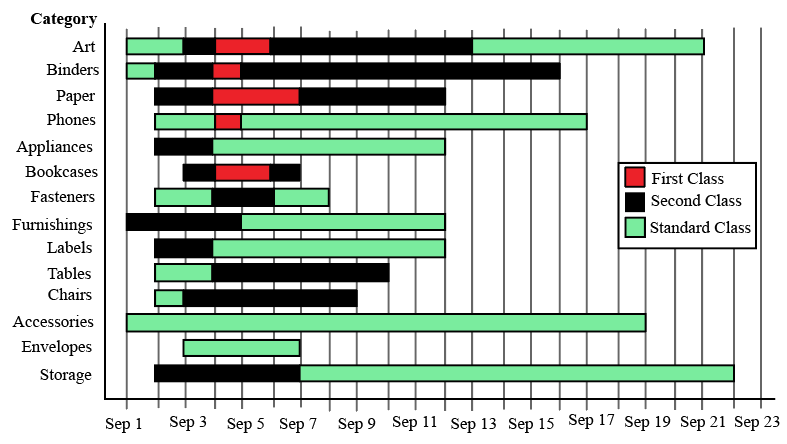 Category
Art
Binders
Paper
Phones
Appliances
Bookcases
Fasteners
Furnishings
Labels
Tables
Chairs
Accessories
Envelopes
Storage
First Class
Second Class
Standard Class
Sep 1 Sep 3 Sep 5 Sep 7 Sep 9 Sep 11 Sep 13 Sep 15 Sep 17 Sep 19 Sep 21 Sep 23